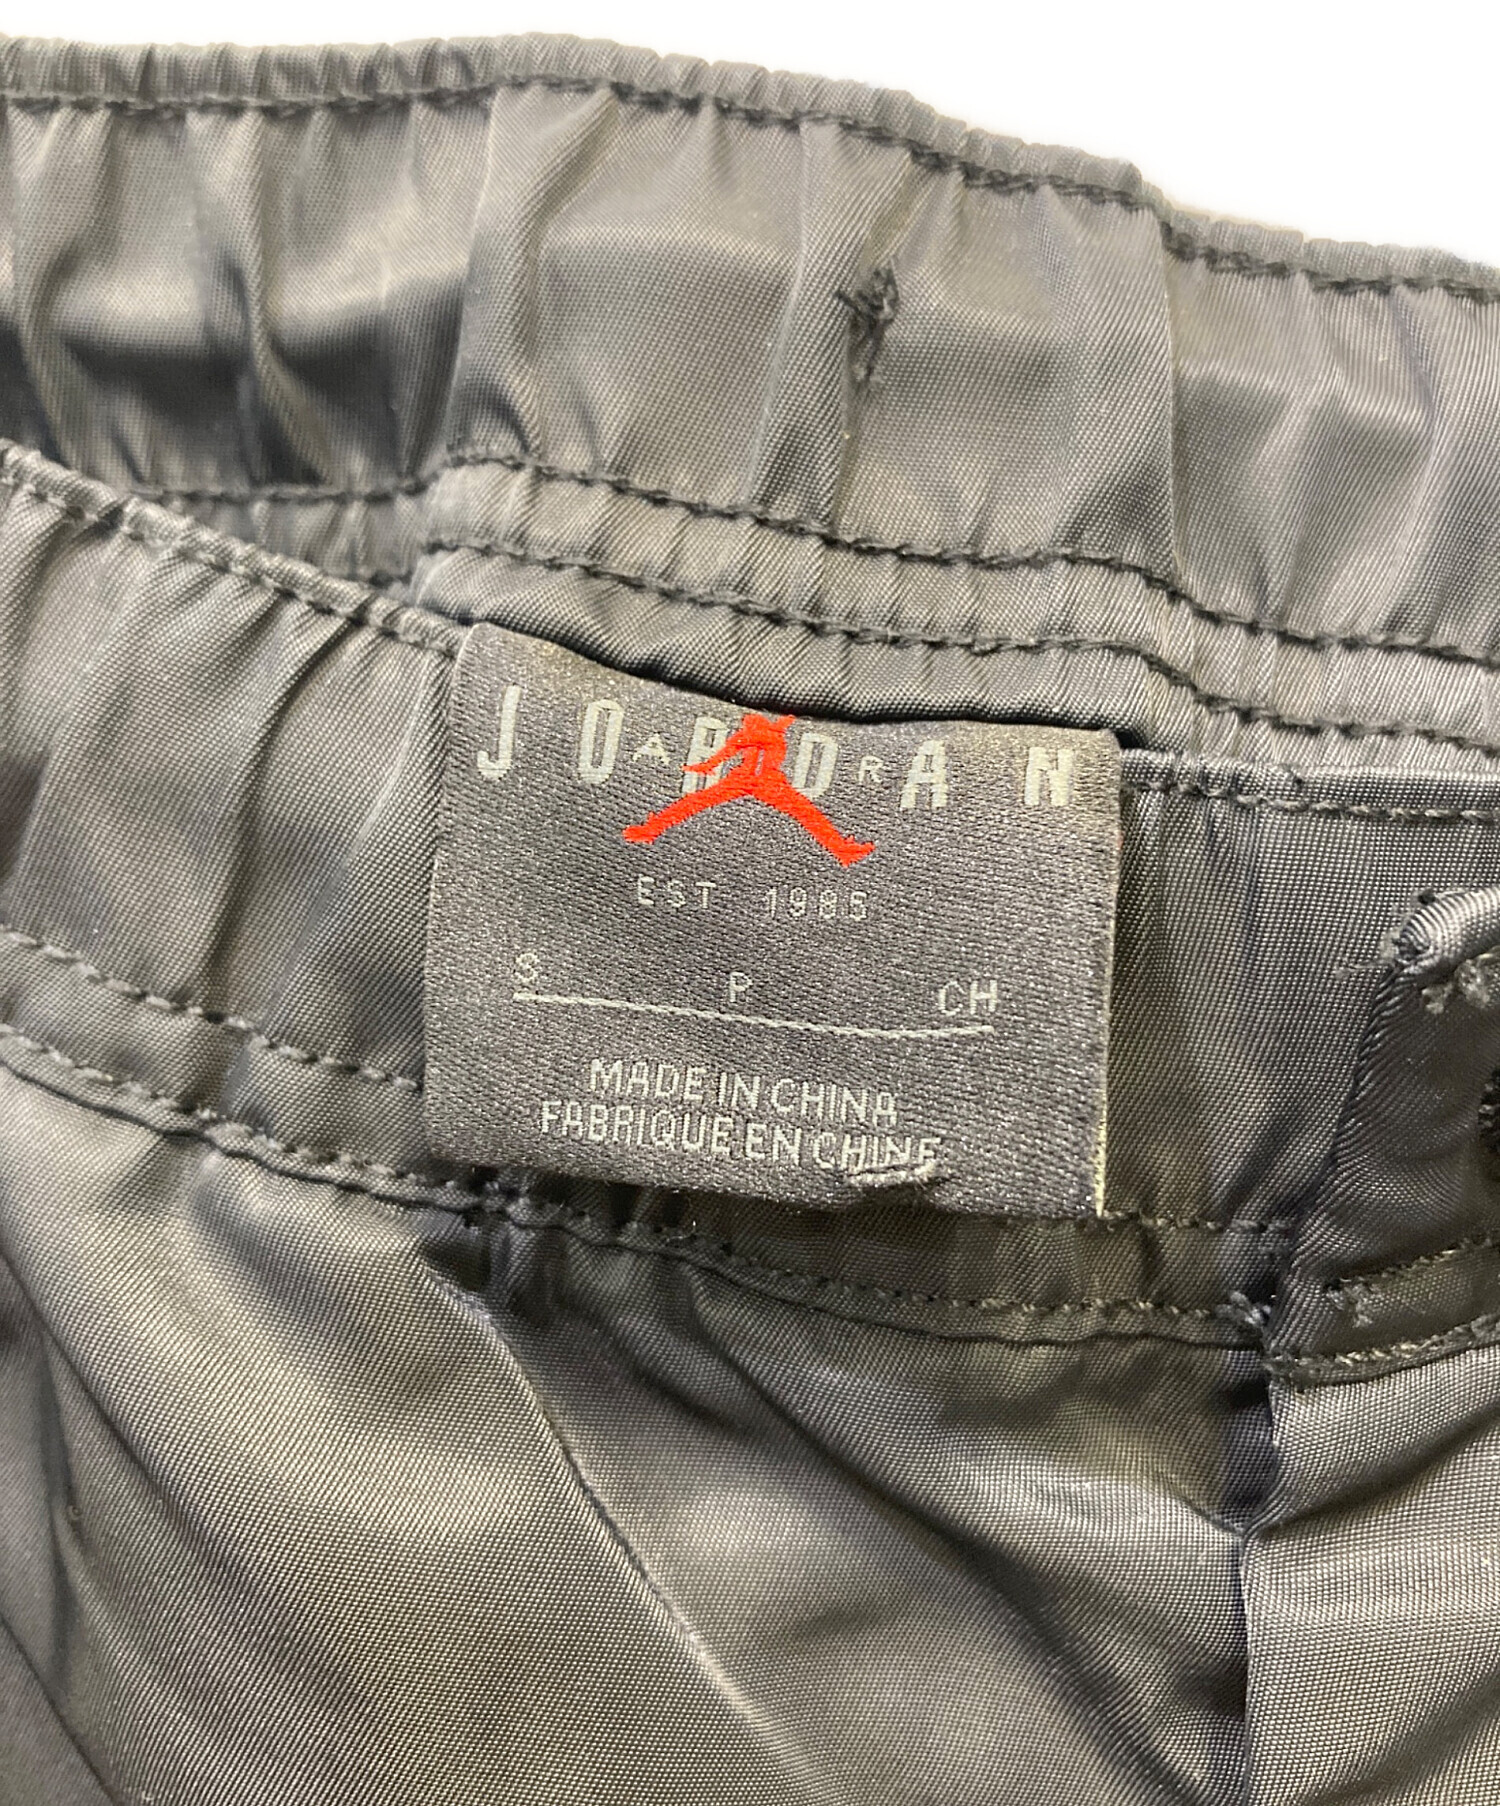 JORDAN
AIR
EST 1985
S P CH
MADE IN CHINA
FABRIQUE EN CHINE